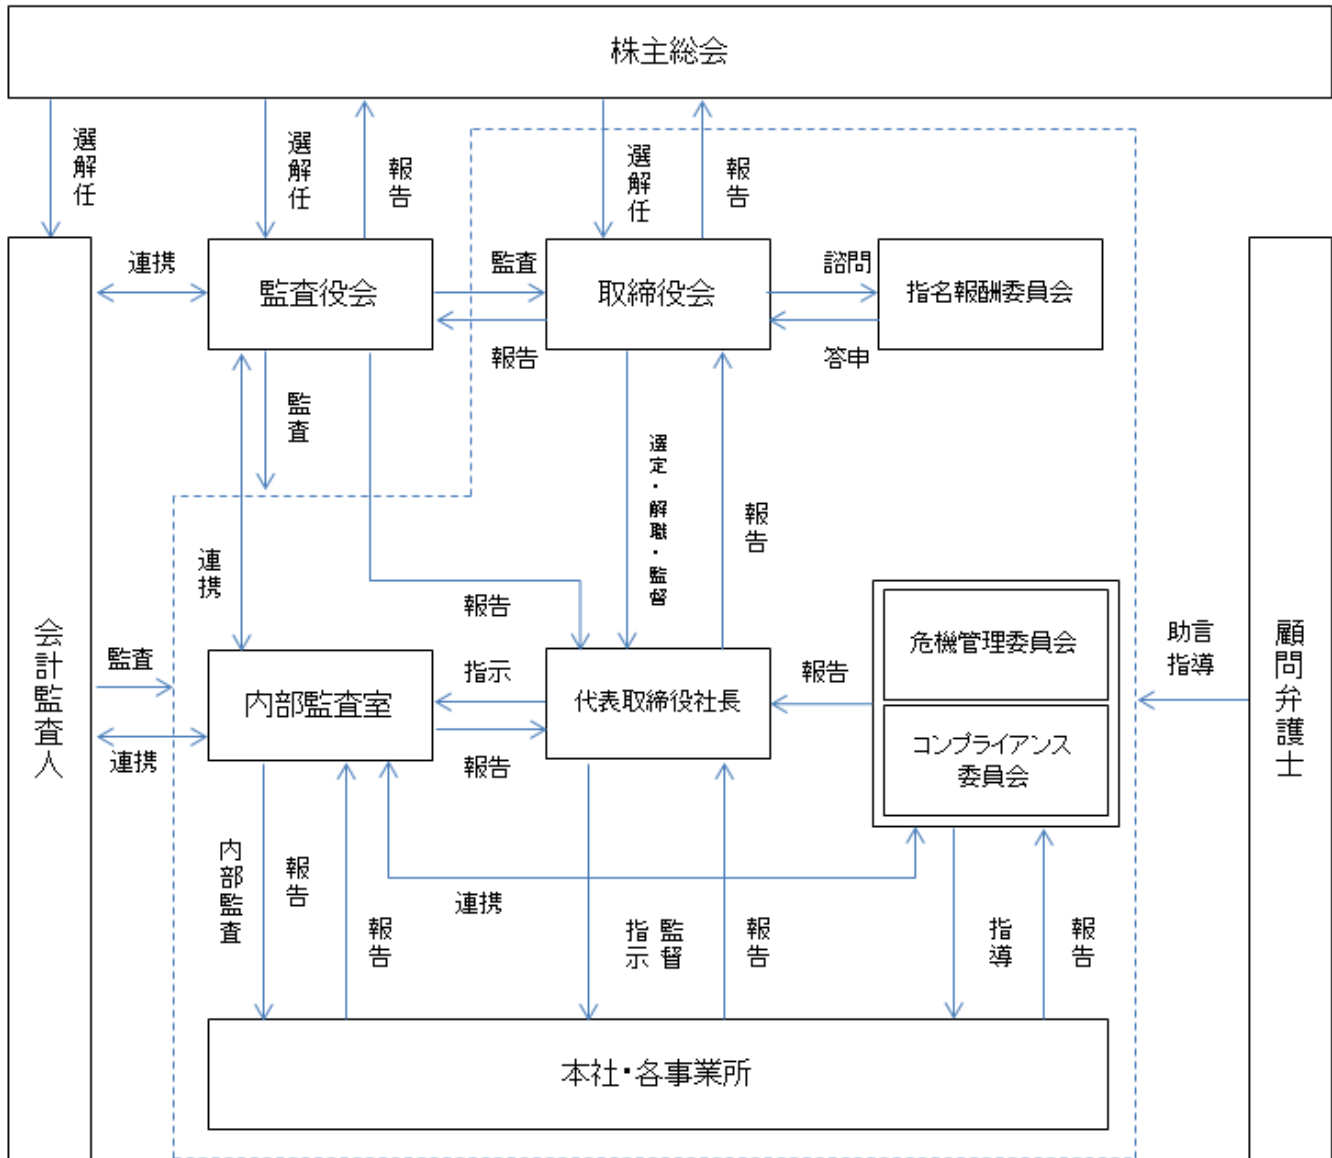 株主総会
選解任
選解任
報告
選解任
報告
連携
監査役会
監査
報告
取締役会
諮問
答申
指名報酬委員会
監査
選定・解職・監督
報告
連携
報告
会計監査人
監査
連携
内部監査室
指示
報告
代表取締役社長
報告
危機管理委員会
コンプライアンス
委員会
助言
指導
顧問弁護士
内部監査
報告
報告
連携
指示
監督
報告
指導
報告
本社・各事業所